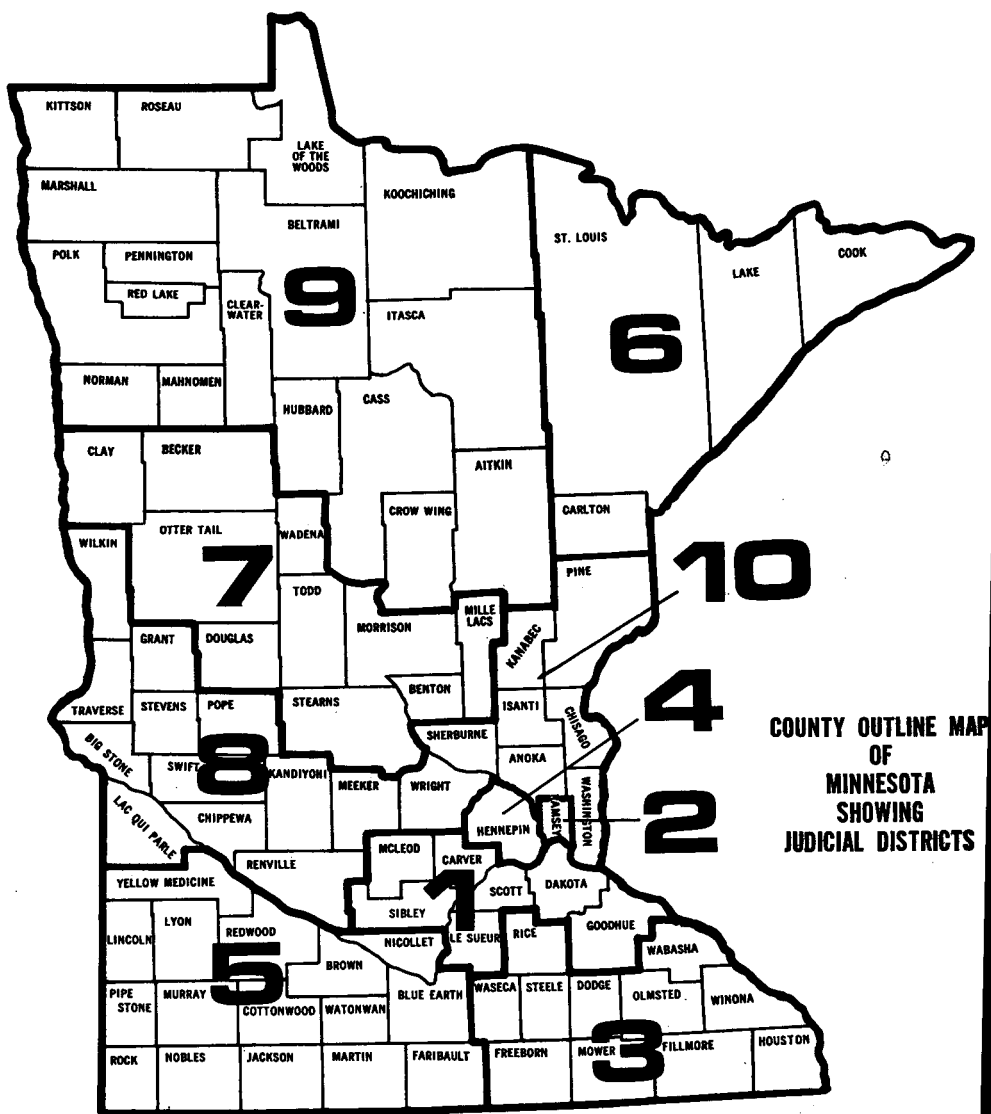 KITTSON
ROSEAU
LAKE
OF THE
WOODS
MARSHALL
KOOCHICHING
BELTRAMI
ST. LOUIS
LAKE
COOK
POLK
PENNINGTON
RED LAKE
CLEAR-
WATER
9
ITASCA
6
NORMAN
MAHNOMEN
HUBBARD
CASS
CLAY
BECKER
AITKIN
CROW WING
CARLTON
WILKIN
OTTER TAIL
WADENA
7
PINE
10
TODD
MILLE
LACS
MORRISON
KANABEC
GRANT
DOUGLAS
BENTON
4
TRAVERSE
STEVENS
POPE
STEARNS
ISANTI
CHISAGO
SHERBURNE
BIG STONE
SWIFT
8
KANDIYOHI
MEEKER
WRIGHT
ANOKA
WASHINGTON
COUNTY OUTLINE MAP
OF
MINNESOTA
SHOWING
JUDICIAL DISTRICTS
LAC QUI PARLE
CHIPPEWA
HENNEPIN
RAMSEY
2
MCLEOD
CARVER
RENVILLE
YELLOW MEDICINE
1
SCOTT
DAKOTA
SIBLEY
LINCOLN
LYON
REDWOOD
NICOLLET
LE SUEUR
RICE
GOODHUE
WABASHA
5
BROWN
PIPE
STONE
MURRAY
COTTONWOOD
WATONWAN
BLUE EARTH
WASECA
STEELE
DODGE
OLMSTED
WINONA
ROCK
NOBLES
JACKSON
MARTIN
FARIBAULT
FREEBORN
MOWER
3
FILLMORE
HOUSTON